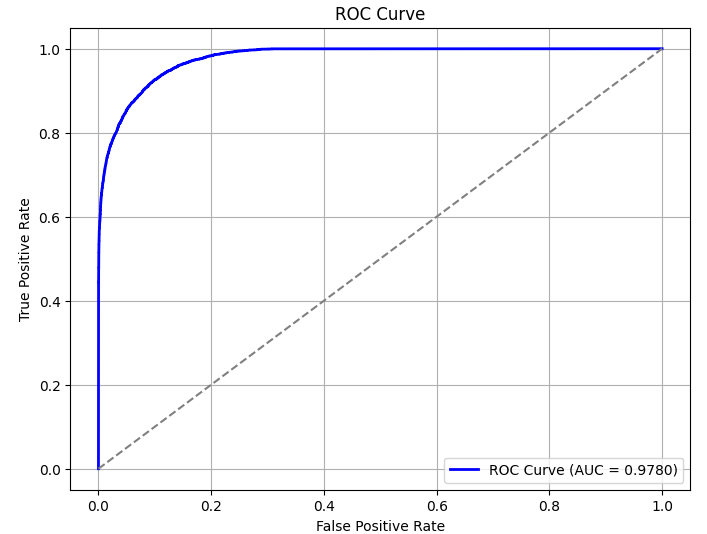 ROC Curve
True Positive Rate
1.0
0.8
0.6
0.4
0.2
0.0
ROC Curve (AUC = 0.9780)
0.0 0.2 0.4 0.6 0.8 1.0
False Positive Rate